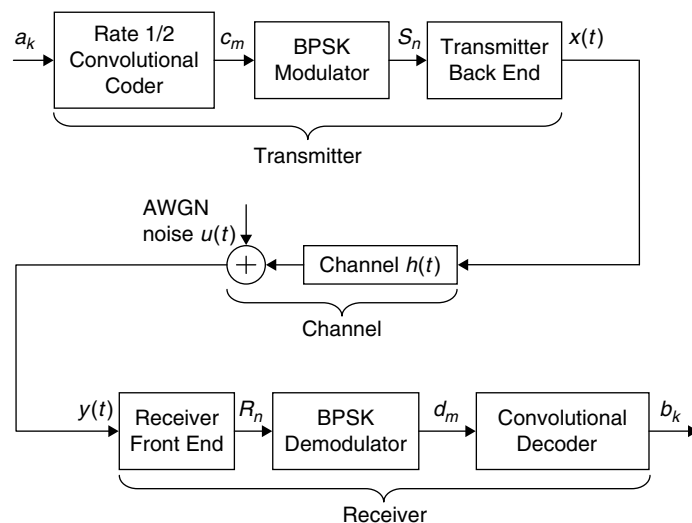 a_k
Rate 1/2
Convolutional
Coder
c_m
BPSK
Modulator
S_n
Transmitter
Back End
x(t)
Transmitter
AWGN
noise u(t)
+
Channel h(t)
Channel
y(t)
Receiver
Front End
R_n
BPSK
Demodulator
d_m
Convolutional
Decoder
b_k
Receiver